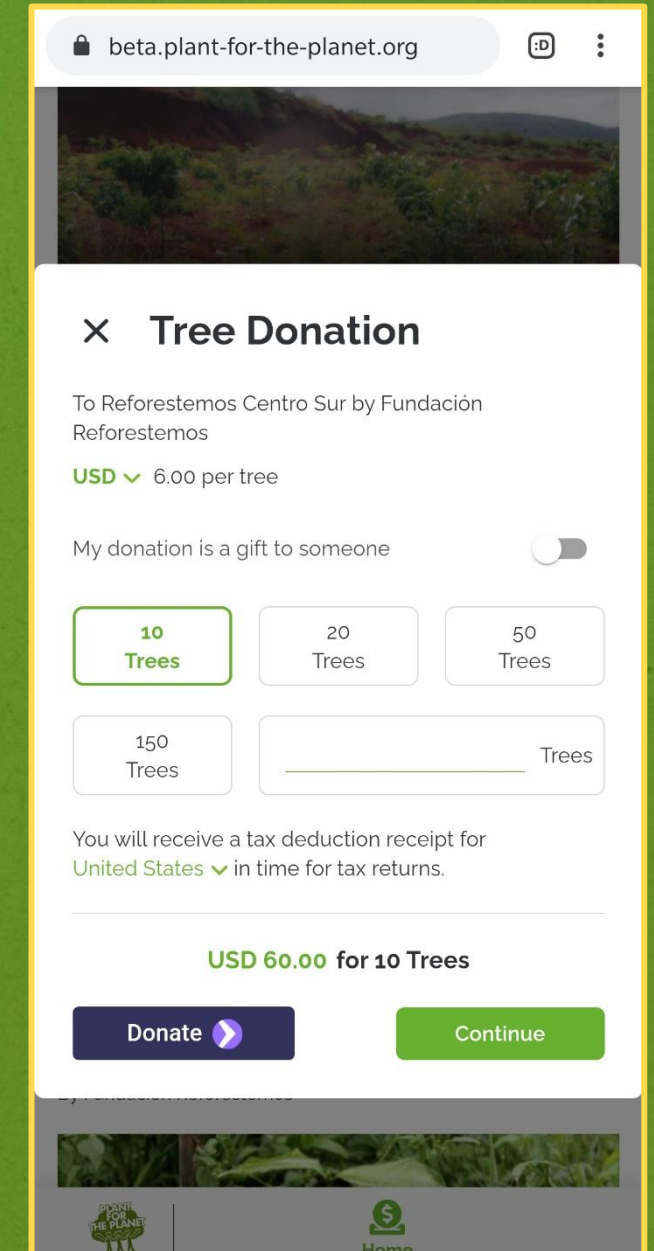 beta.plant-for-the-planet.org
:D
Tree Donation
To Reforestemos Centro Sur by Fundación
Reforestemos
USD 6.00 per tree
My donation is a gift to someone
10
Trees
20
Trees
50
Trees
150
Trees
Trees
You will receive a tax deduction receipt for
United States in time for tax returns.
USD 60.00 for 10 Trees
Donate
Continue
By Fundación Reforestemos
PLANT
FOR
THE PLANET
$
Home